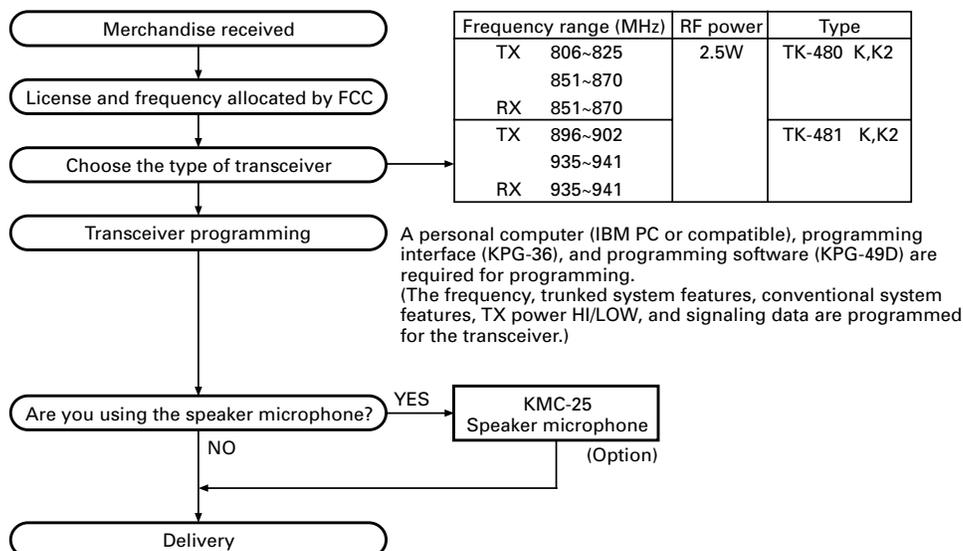 Merchandise received
License and frequency allocated by FCC
Choose the type of transceiver
Frequency range (MHz) RF power Type
TX 806~825 2.5W TK-480 K,K2
851~870
RX 851~870
TX 896~902 TK-481 K,K2
935~941
RX 935~941
Transceiver programming
A personal computer (IBM PC or compatible), programming
interface (KPG-36), and programming software (KPG-49D) are
required for programming.
(The frequency, trunked system features, conventional system
features, TX power HI/LOW, and signaling data are programmed
for the transceiver.)
Are you using the speaker microphone?
YES
KMC-25
Speaker microphone
(Option)
NO
Delivery